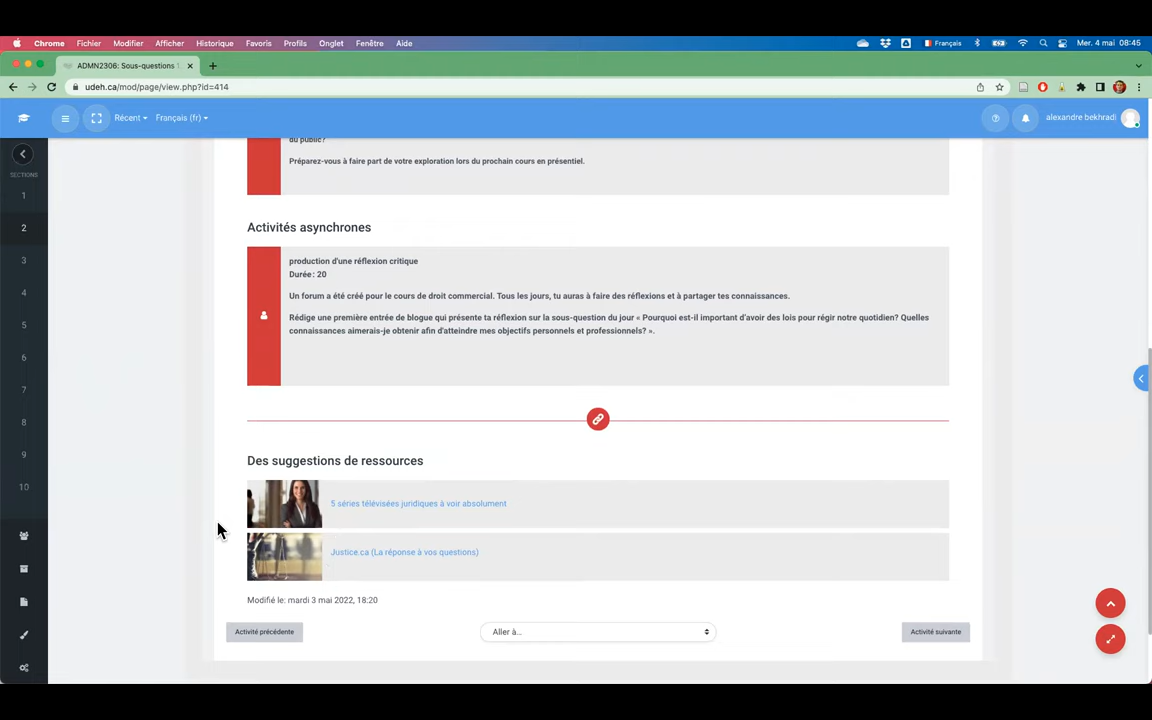 Chrome Fichier Modifier Afficher Historique Favoris Profils Onglet Fenêtre Aide Français Mer. 4 mai 08:45
ADMN2306: Sous-questions
udeh.ca/mod/page/view.php?id=414
Récent Français (fr) alexandre bekhradi
SECTIONS
1
2
3
4
5
6
7
8
9
10
du public?
Préparez-vous à faire part de votre exploration lors du prochain cours en présentiel.
Activités asynchrones
production d'une réflexion critique
Durée : 20
Un forum a été créé pour le cours de droit commercial. Tous les jours, tu auras à faire des réflexions et à partager tes connaissances.
Rédige une première entrée de blogue qui présente ta réflexion sur la sous-question du jour « Pourquoi est-il important d'avoir des lois pour régir notre quotidien? Quelles
connaissances aimerais-je obtenir afin d'atteindre mes objectifs personnels et professionnels? ».
Des suggestions de ressources
5 séries télévisées juridiques à voir absolument
Justice.ca (La réponse à vos questions)
Modifié le: mardi 3 mai 2022, 18:20
Activité précédente Aller à... Activité suivante